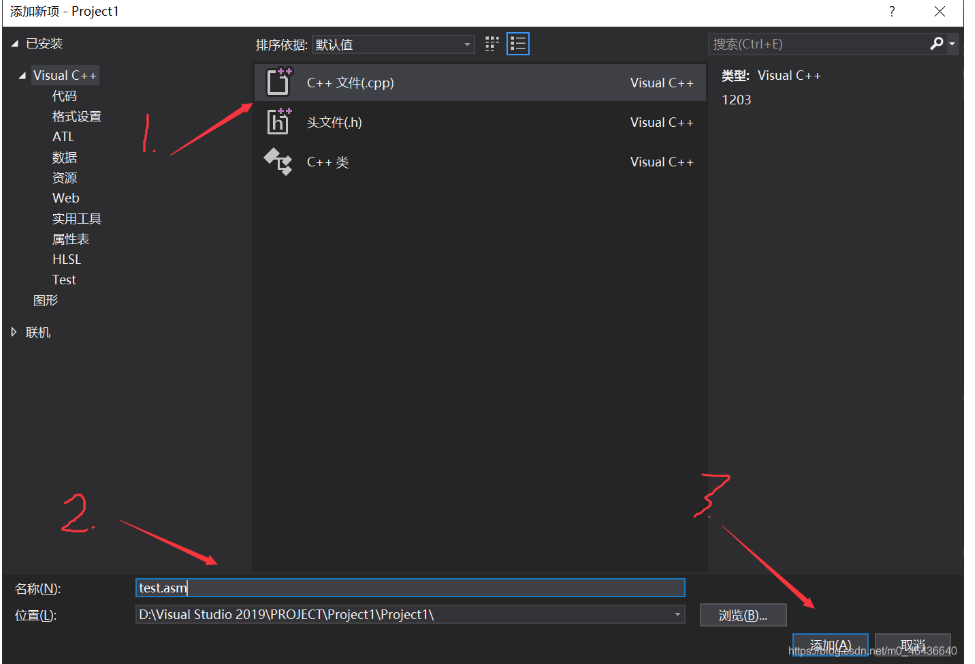 添加新项 - Project1
?
已安装
排序依据: 默认值
搜索(Ctrl+E)
Visual C++
代码
格式设置
ATL
数据
资源
Web
实用工具
属性表
HLSL
Test
图形
联机
C++ 文件(.cpp) Visual C++
头文件(.h) Visual C++
C++ 类 Visual C++
类型: Visual C++
1203
1.
2.
3.
名称(N): test.asm
位置(L): D:\Visual Studio 2019\PROJECT\Project1\Project1\
浏览(B)...
添加(A)
取消
https://blog.csdn.net/m0_46436640